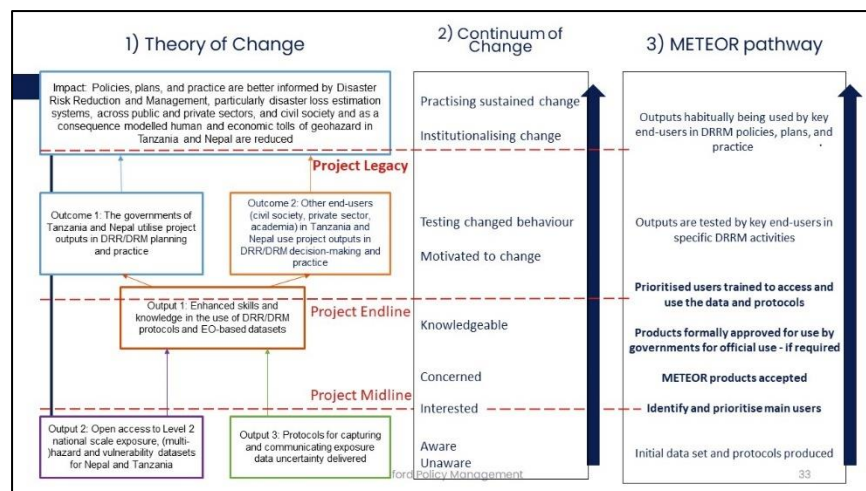 1) Theory of Change
Impact: Policies, plans, and practice are better informed by Disaster
Risk Reduction and Management, particularly disaster loss estimation
systems, across public and private sectors, and civil society and as a
consequence modelled human and economic tolls of geohazard in
Tanzania and Nepal are reduced
Project Legacy
Outcome 1: The governments of
Tanzania and Nepal utilise project
outputs in DRR/DRM planning
and practice
Outcome 2: Other end-users
(civil society, private sector,
academia) in Tanzania and
Nepal use project outputs in
DRR/DRM decision-making and
practice
Output 1: Enhanced skills and
knowledge in the use of DRR/DRM
protocols and EO-based datasets
Project Endline
Project Midline
Output 2: Open access to Level 2
national scale exposure, (multi-
)hazard and vulnerability datasets
for Nepal and Tanzania
Output 3: Protocols for capturing
and communicating exposure
data uncertainty delivered
2) Continuum of
Change
Practising sustained change
Institutionalising change
Testing changed behaviour
Motivated to change
Knowledgeable
Concerned
Interested
Aware
Unaware
3) METEOR pathway
Outputs habitually being used by key
end-users in DRRM policies, plans, and
practice
Outputs are tested by key end-users in
specific DRRM activities
Prioritised users trained to access and
use the data and protocols
Products formally approved for use by
governments for official use - if required
METEOR products accepted
Identify and prioritise main users
Initial data set and protocols produced
ford Policy Management
33